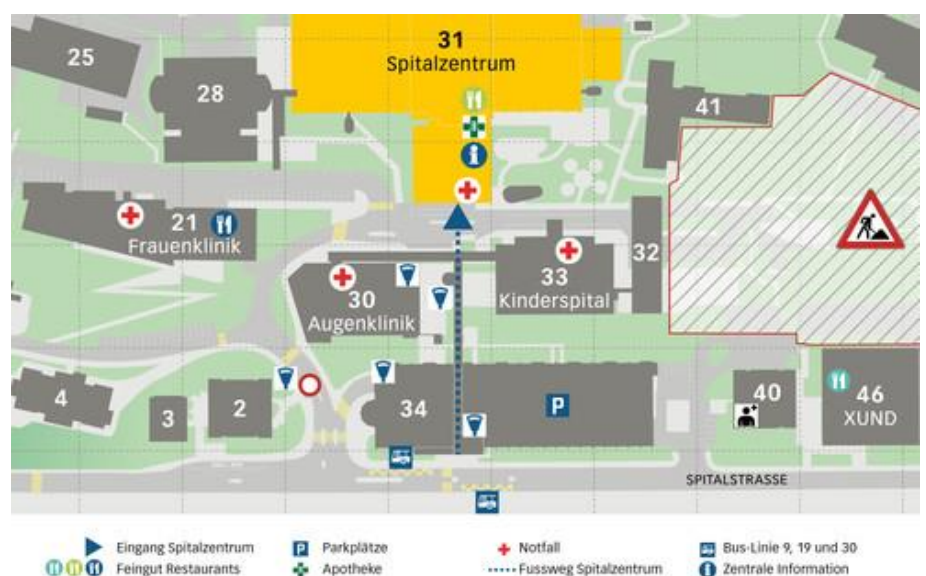 31
Spitalzentrum
25
28
41
21
Frauenklinik
32
33
Kinderspital
30
Augenklinik
4
3
2
34
P
40
46
XUND
SPITALSTRASSE
Eingang Spitalzentrum
P Parkplätze
Notfall
Bus-Linie 9, 19 und 30
Feingut Restaurants
Apotheke
Fussweg Spitalzentrum
i Zentrale Information